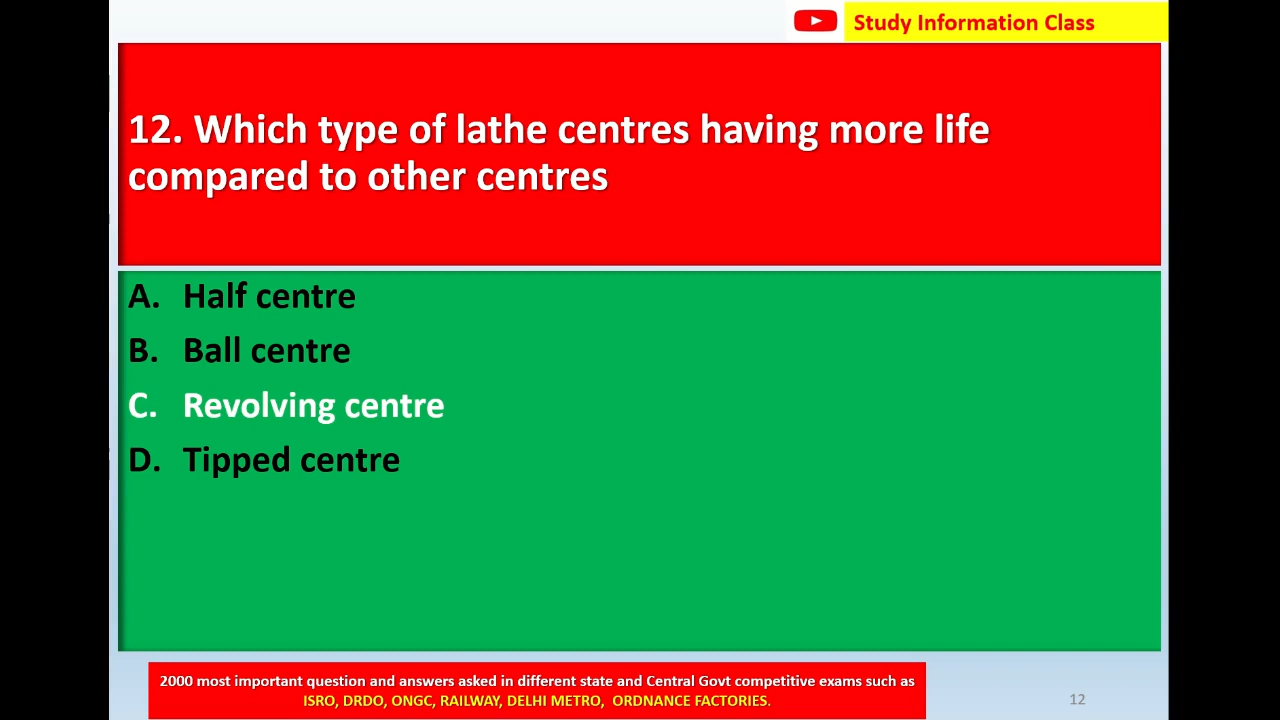 Study Information Class
12. Which type of lathe centres having more life
compared to other centres
A. Half centre
B. Ball centre
C. Revolving centre
D. Tipped centre
2000 most important question and answers asked in different state and Central Govt competitive exams such as
ISRO, DRDO, ONGC, RAILWAY, DELHI METRO, ORDNANCE FACTORIES.
12